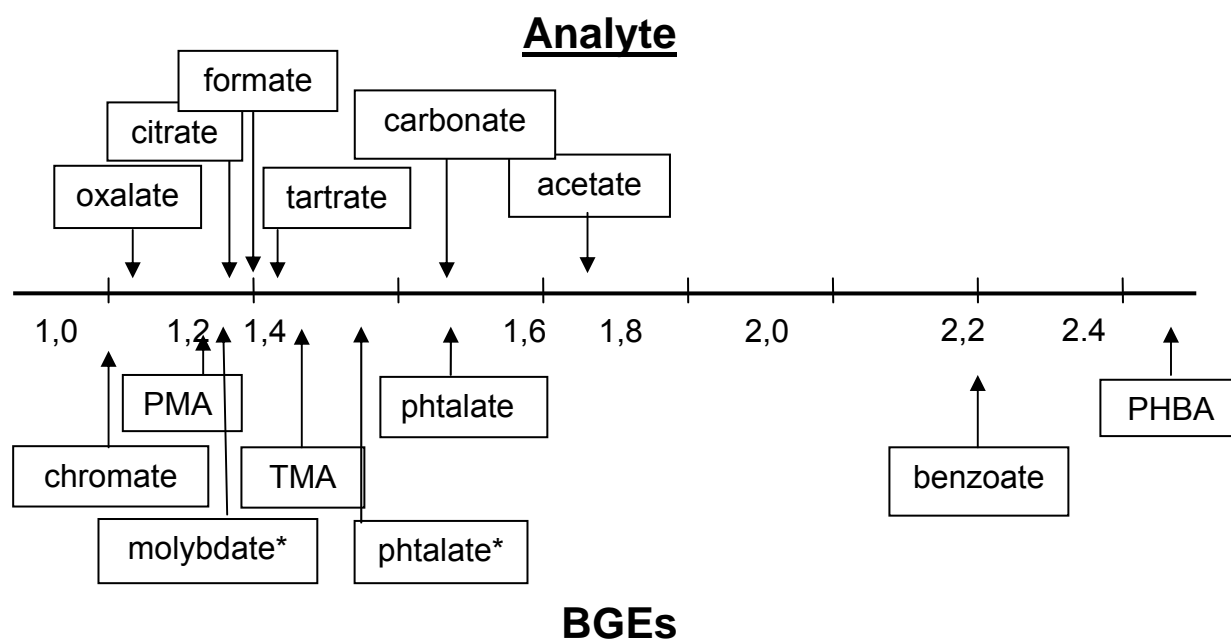 Analyte
formate
citrate
carbonate
oxalate
tartrate
acetate
1,0 1,2 1,4 1,6 1,8 2,0 2,2 2.4
PMA
phtalate
PHBA
chromate
TMA
benzoate
molybdate*
phtalate*
BGEs